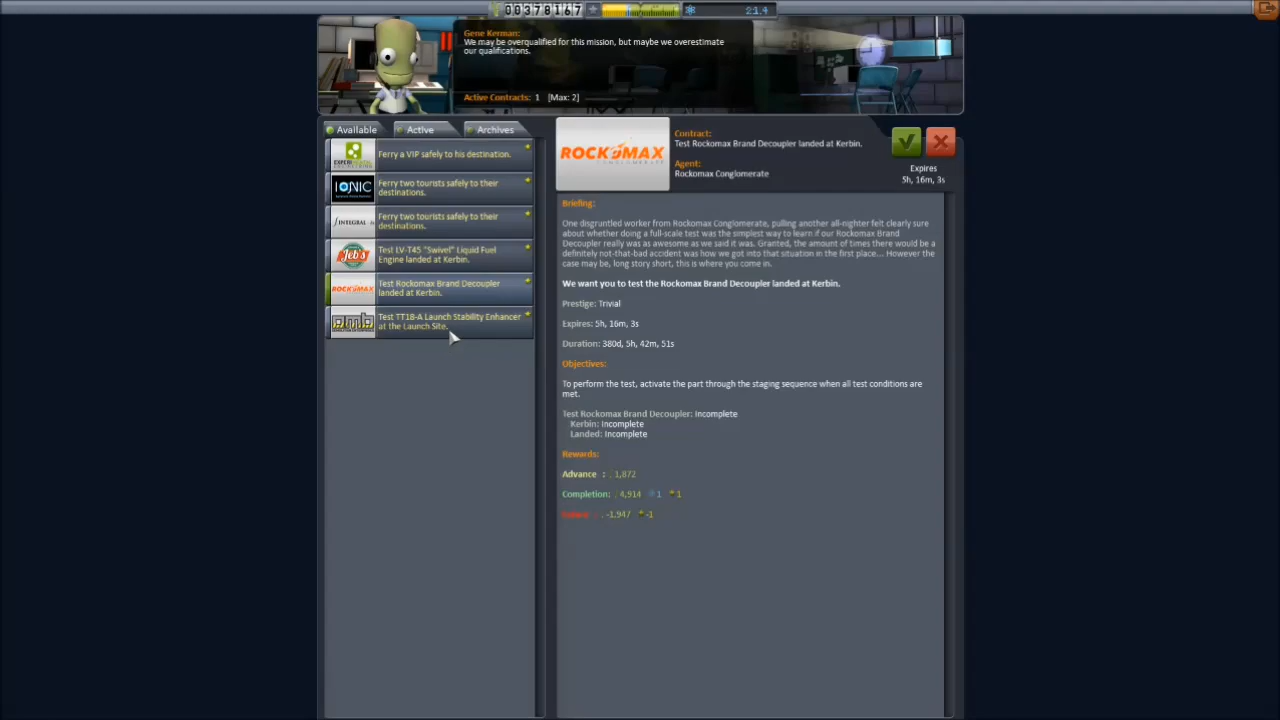 00378167
21.4
Gene Kerman:
We may be overqualified for this mission, but maybe we overestimate
our qualifications.
Active Contracts: 1 [Max: 2]
Available
Active
Archives
Ferry a VIP safely to his destination.
IONIC
Ferry two tourists safely to their
destinations.
INTEGRAL
Ferry two tourists safely to their
destinations.
Jeb's
Test LV-T45 "Swivel" Liquid Fuel
Engine landed at Kerbin.
ROCKOMAX
Test Rockomax Brand Decoupler
landed at Kerbin.
Test TT18-A Launch Stability Enhancer
at the Launch Site.
ROCKOMAX
CONGLOMERATE
Contract:
Test Rockomax Brand Decoupler landed at Kerbin.
Agent:
Rockomax Conglomerate
Expires
5h, 16m, 3s
Briefing:
One disgruntled worker from Rockomax Conglomerate, pulling another all-nighter felt clearly sure
about whether doing a full-scale test was the simplest way to learn if our Rockomax Brand
Decoupler really was as awesome as we said it was. Granted, the amount of times there would be a
definitely not-that-bad accident was how we got into that situation in the first place... However the
case may be, long story short, this is where you come in.
We want you to test the Rockomax Brand Decoupler landed at Kerbin.
Prestige: Trivial
Expires: 5h, 16m, 3s
Duration: 380d, 5h, 42m, 51s
Objectives:
To perform the test, activate the part through the staging sequence when all test conditions are
met.
Test Rockomax Brand Decoupler: Incomplete
Kerbin: Incomplete
Landed: Incomplete
Rewards:
Advance : 1,872
Completion: 4,914 1 1
-1,947 -1